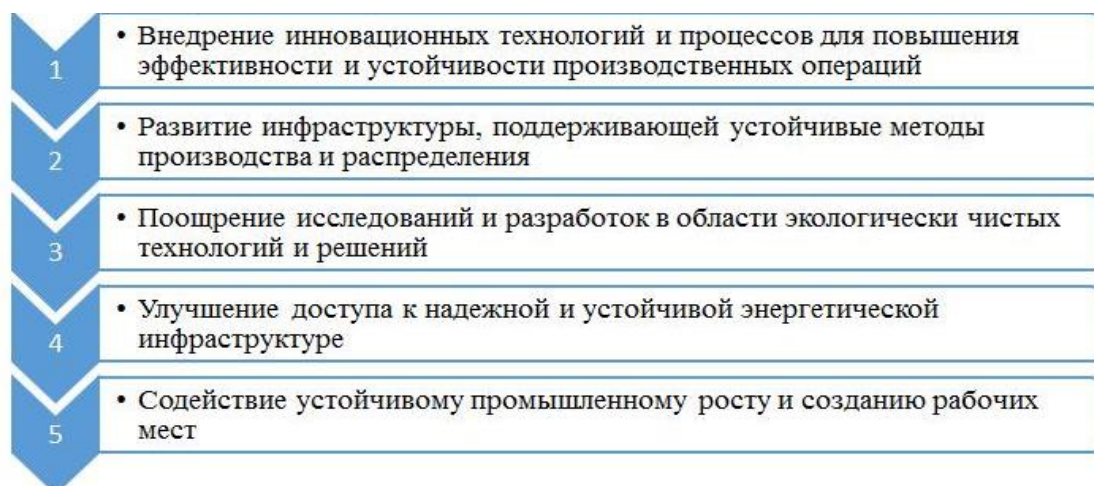 1
• Внедрение инновационных технологий и процессов для повышения
эффективности и устойчивости производственных операций
2
• Развитие инфраструктуры, поддерживающей устойчивые методы
производства и распределения
3
• Поощрение исследований и разработок в области экологически чистых
технологий и решений
4
• Улучшение доступа к надежной и устойчивой энергетической
инфраструктуре
5
• Содействие устойчивому промышленному росту и созданию рабочих
мест